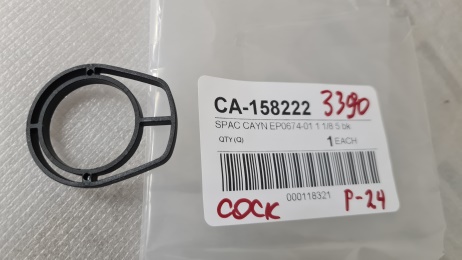 CA-158222 3390
SPAC CAYN EP0674-01 1 1/8 5 BK
QTY (Q) 1 EACH
000118321
COCK P-24